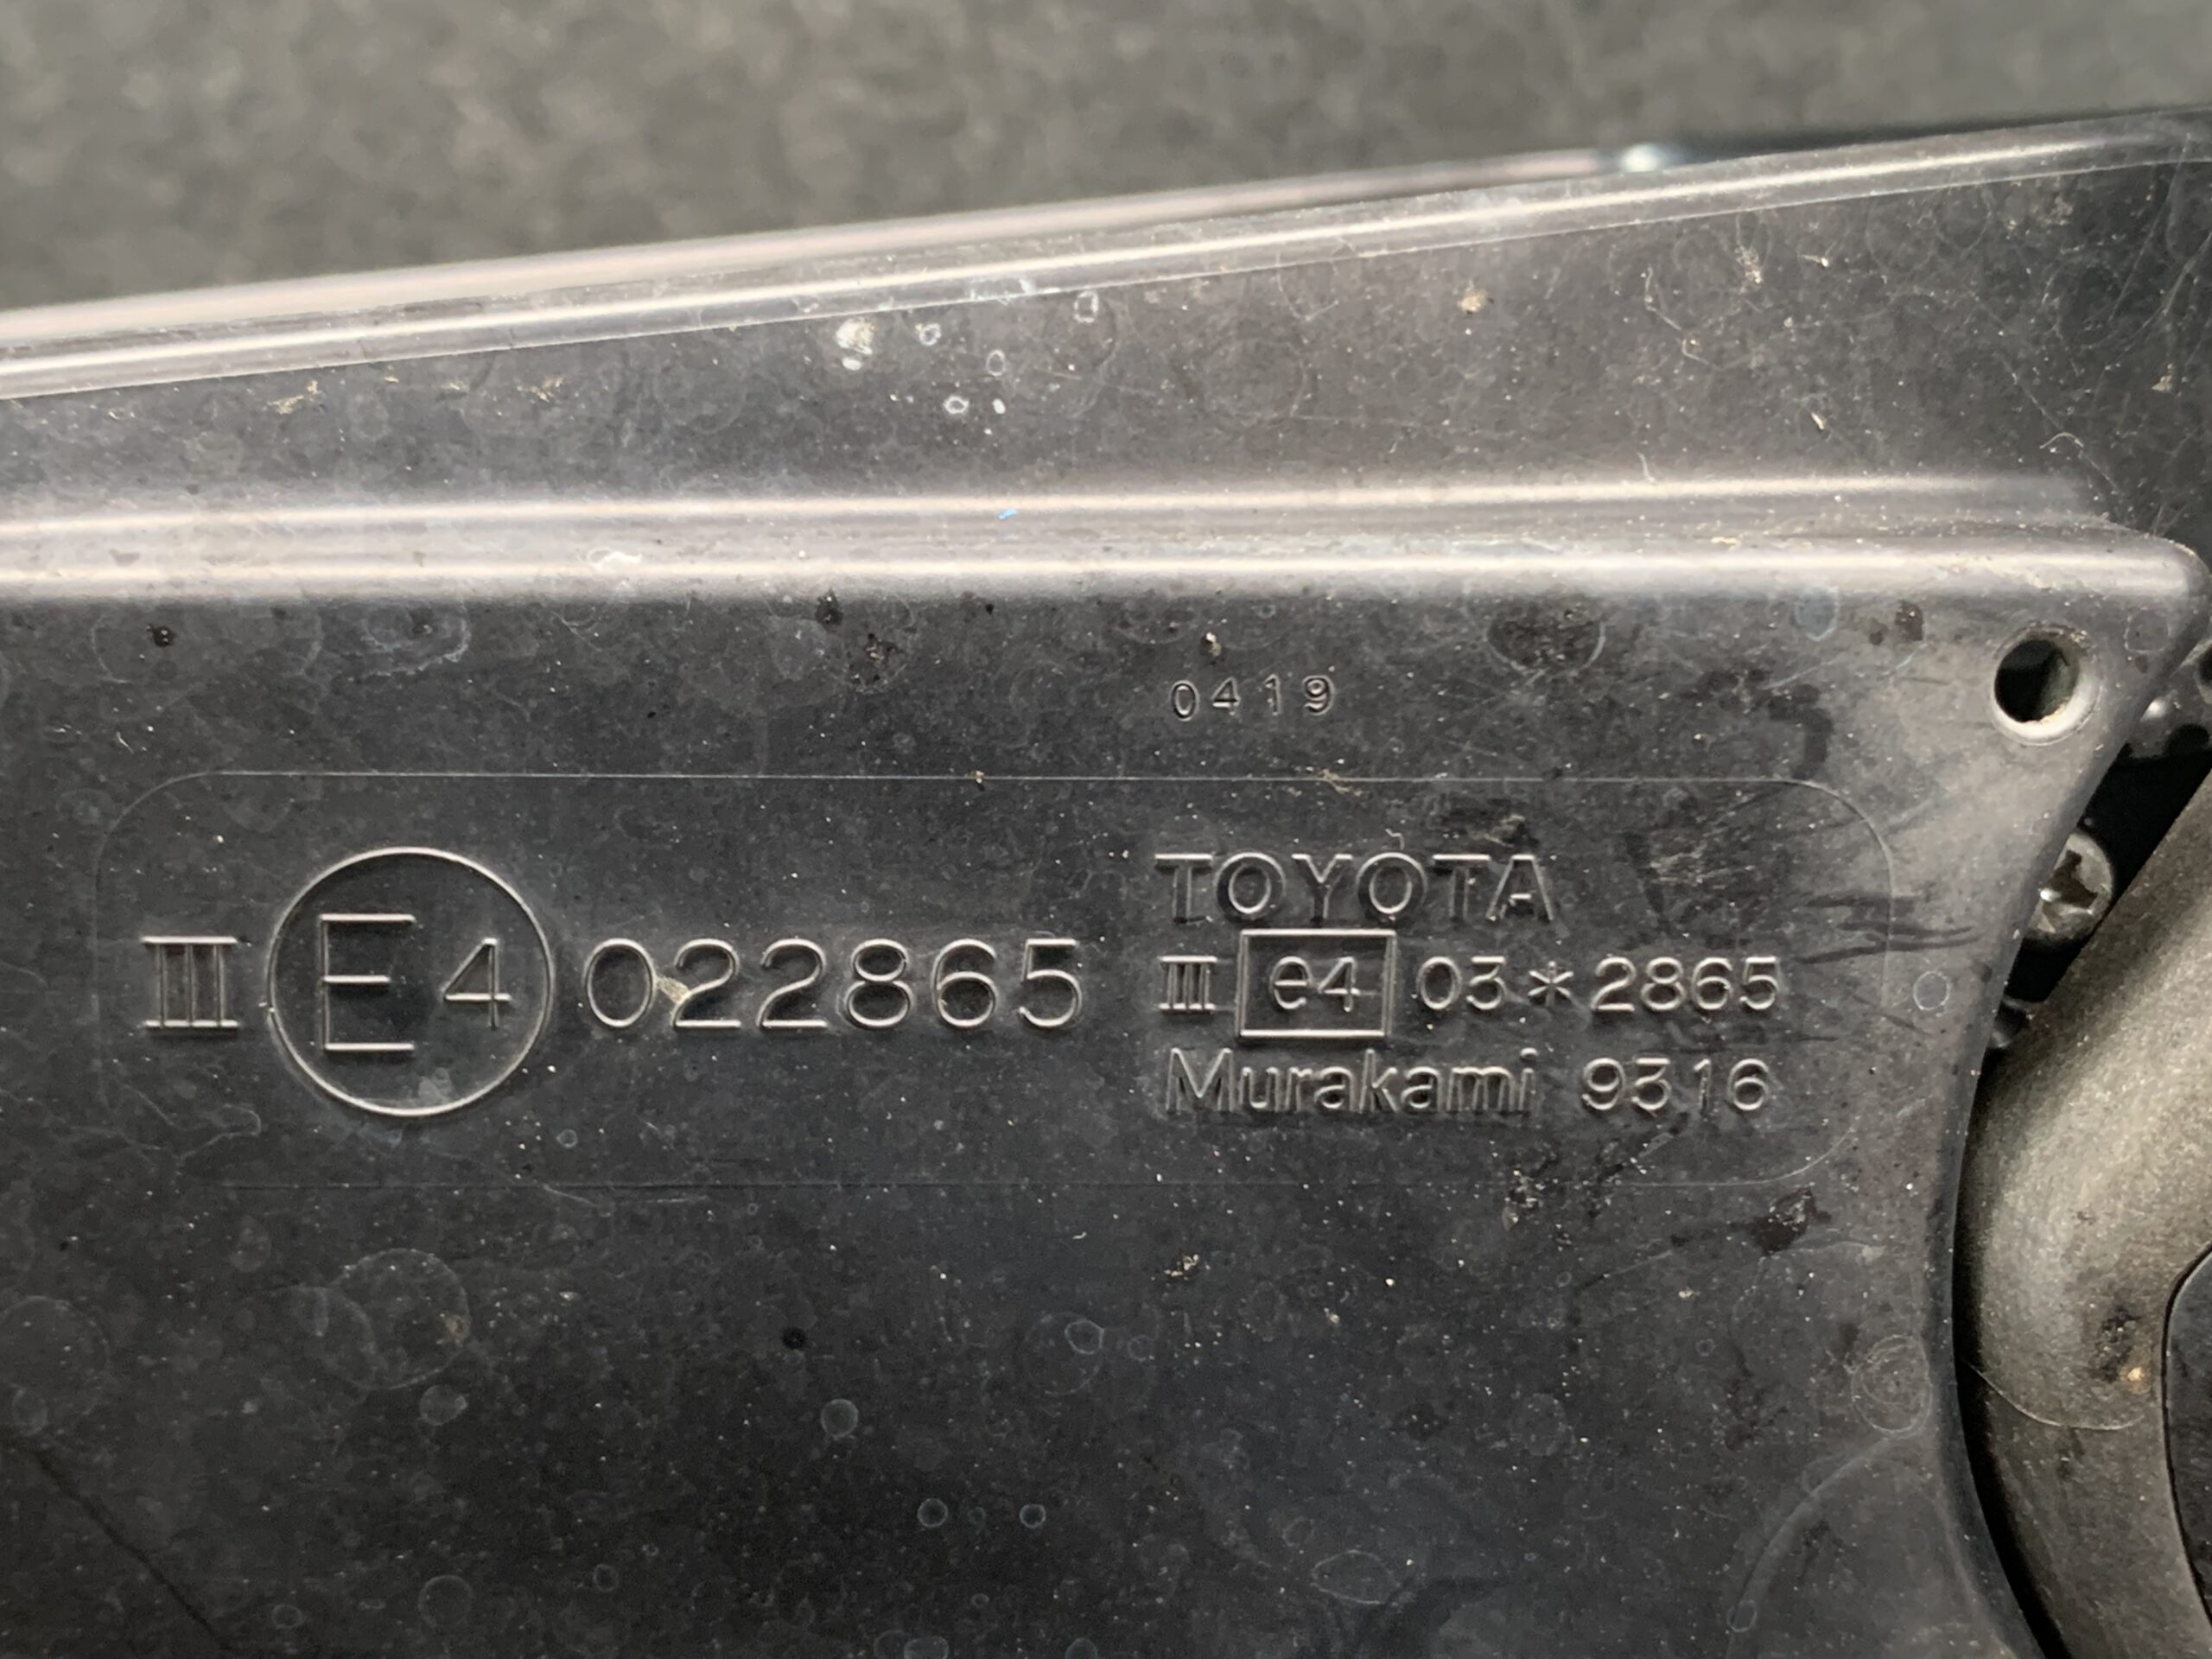 0419
III E4 022865
TOYOTA
III e4 03*2865
Murakami 9316